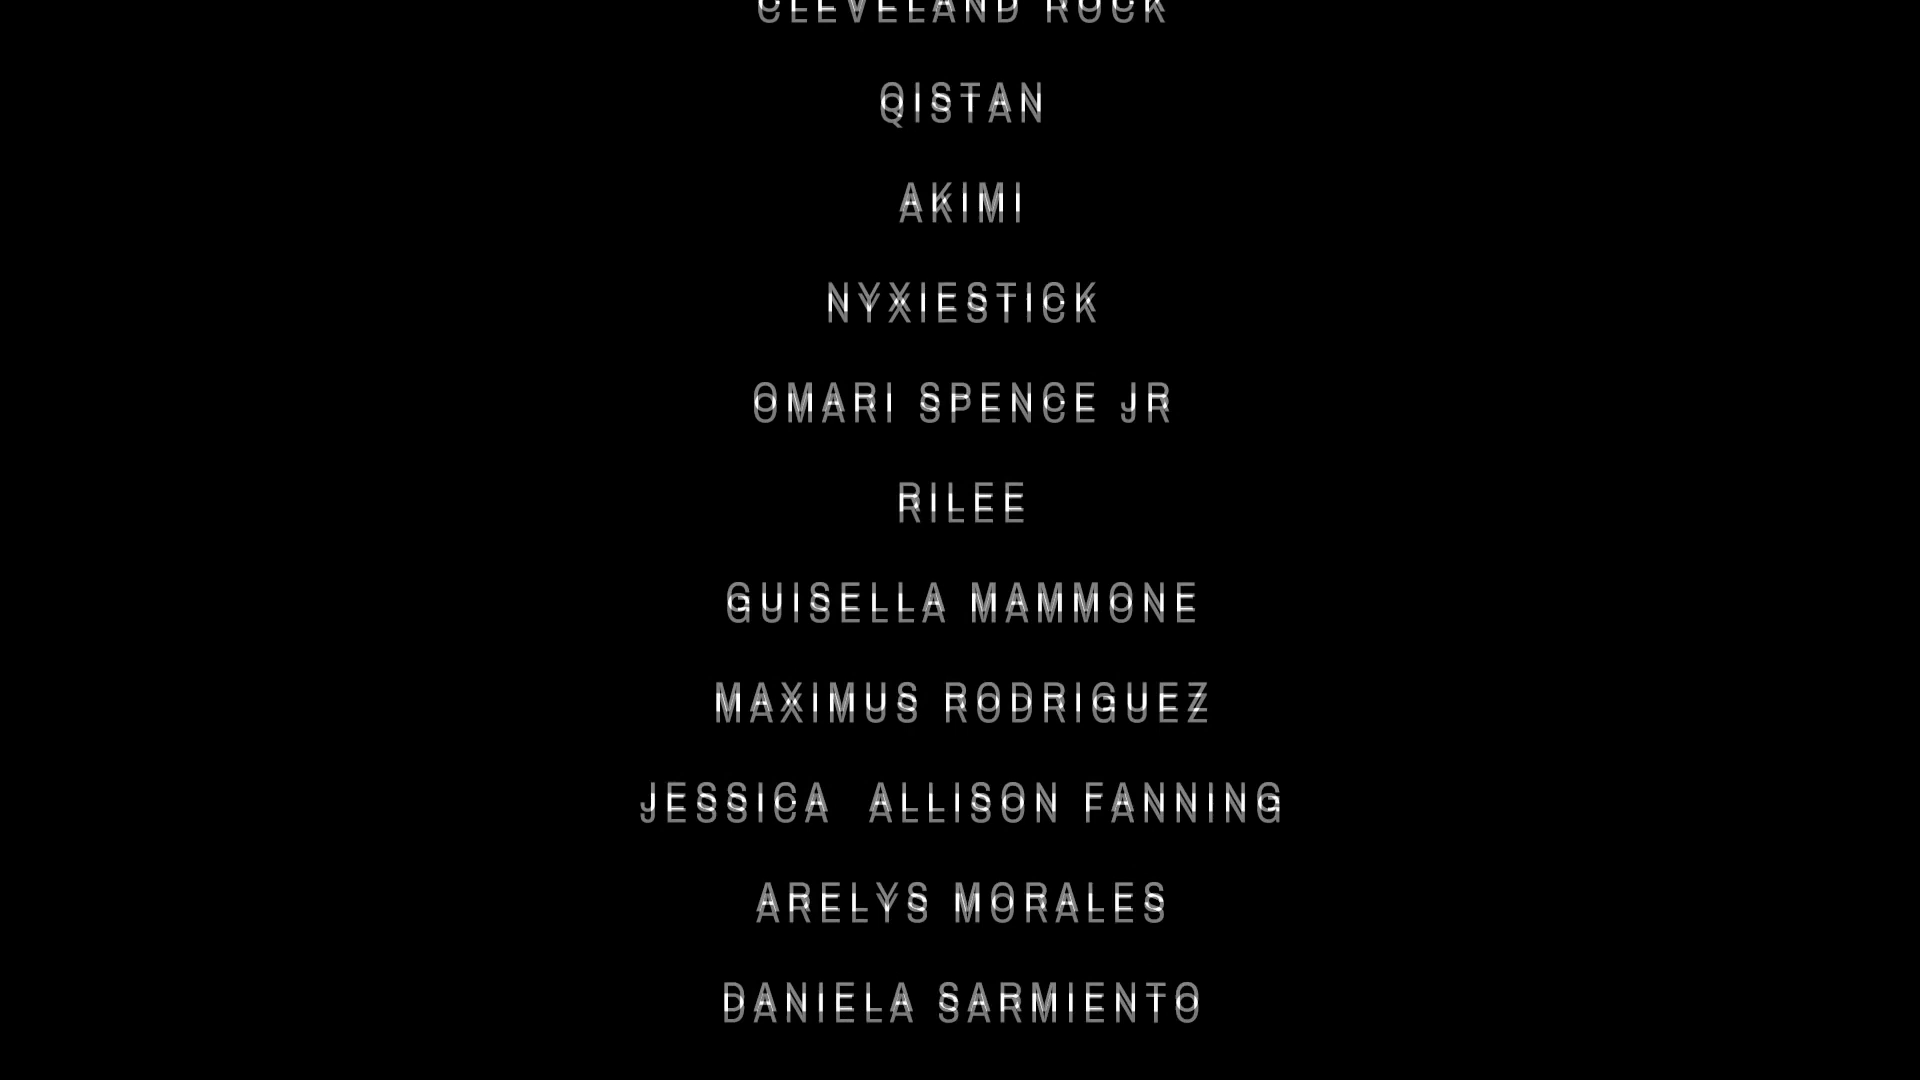 CLEVELAND ROCK
QISTAN
AKIMI
NYXIESTICK
OMARI SPENCE JR
RILEE
GUISELLA MAMMONE
MAXIMUS RODRIGUEZ
JESSICA  ALLISON FANNING
ARELYS MORALES
DANIELA SARMIENTO